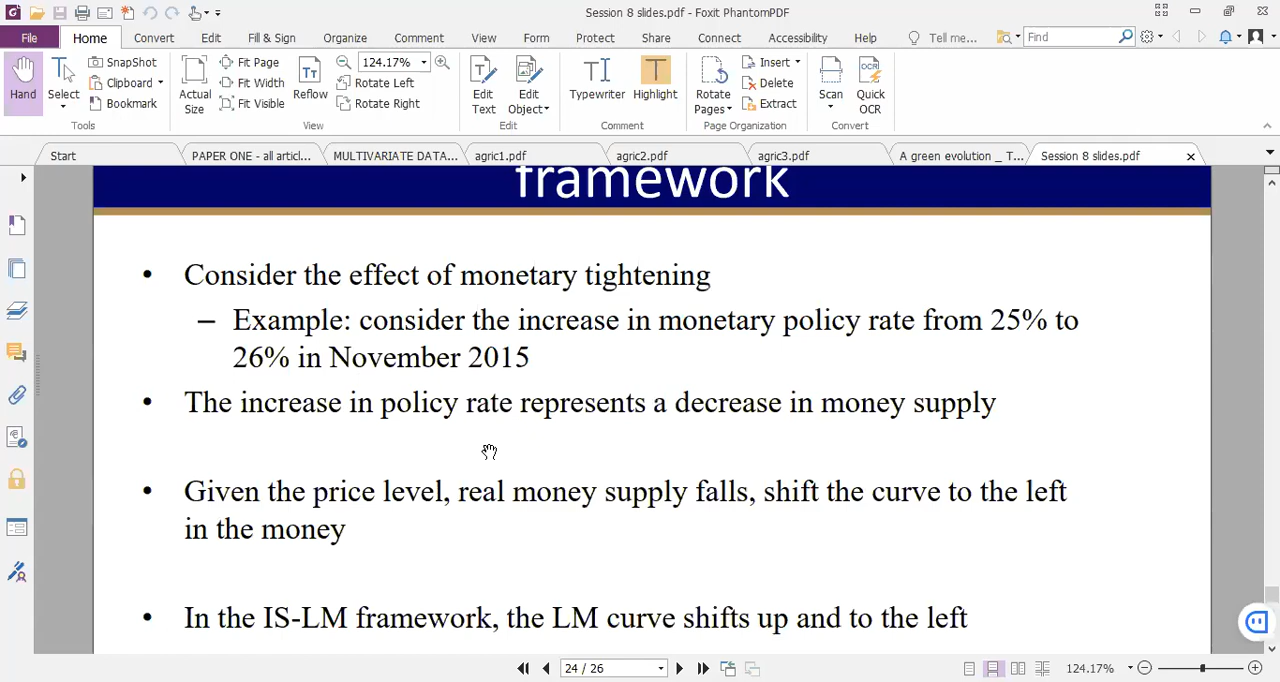 Session 8 slides.pdf - Foxit PhantomPDF
File Home Convert Edit Fill & Sign Organize Comment View Form Protect Share Connect Accessibility Help Tell me... Find
Hand
Select
SnapShot
Clipboard
Bookmark
Tools
Actual
Size
Fit Page
Fit Width
Fit Visible
Reflow
124.17%
Rotate Left
Rotate Right
View
Edit
Text
Edit
Object
Edit
Typewriter
Highlight
Comment
Rotate
Pages
Insert
Delete
Extract
Page Organization
Scan
Quick
OCR
Convert
Start PAPER ONE - all articl... MULTIVARIATE DATA... agric1.pdf agric2.pdf agric3.pdf A green evolution _ T... Session 8 slides.pdf
framework
• Consider the effect of monetary tightening
– Example: consider the increase in monetary policy rate from 25% to
26% in November 2015
• The increase in policy rate represents a decrease in money supply
• Given the price level, real money supply falls, shift the curve to the left
in the money
• In the IS-LM framework, the LM curve shifts up and to the left
24 / 26
124.17%